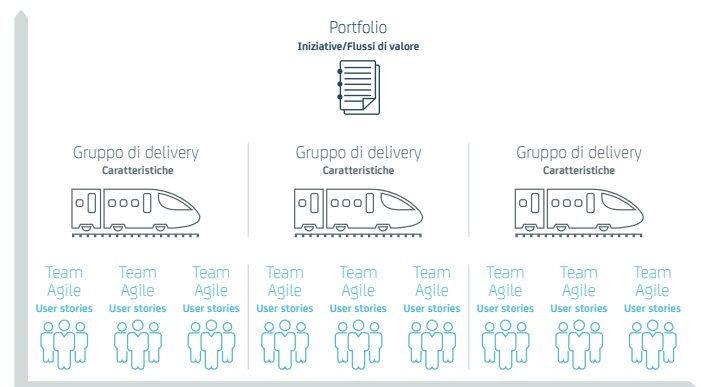 Portfolio
Iniziative/Flussi di valore
Gruppo di delivery
Caratteristiche
Gruppo di delivery
Caratteristiche
Gruppo di delivery
Caratteristiche
Team
Agile
User stories
Team
Agile
User stories
Team
Agile
User stories
Team
Agile
User stories
Team
Agile
User stories
Team
Agile
User stories
Team
Agile
User stories
Team
Agile
User stories
Team
Agile
User stories